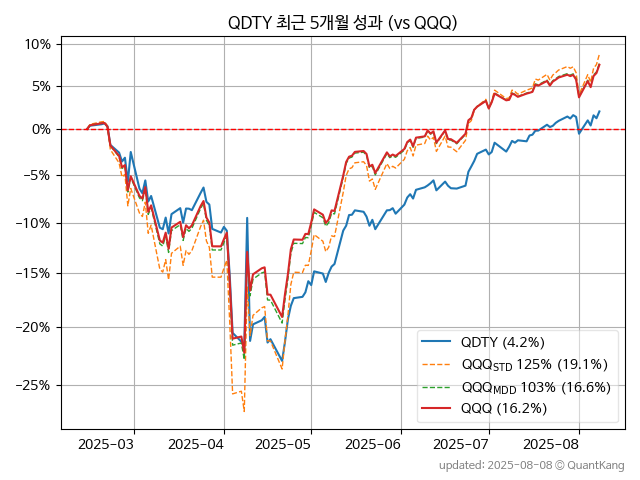 QDTY 최근 5개월 성과 (vs QQQ)
10%
5%
0%
−5%
−10%
−15%
−20%
−25%
QDTY (4.2%)
QQQSTD 125% (19.1%)
QQQMDD 103% (16.6%)
QQQ (16.2%)
2025−03
2025−04
2025−05
2025−06
2025−07
2025−08
updated: 2025-08-08 © QuantKang